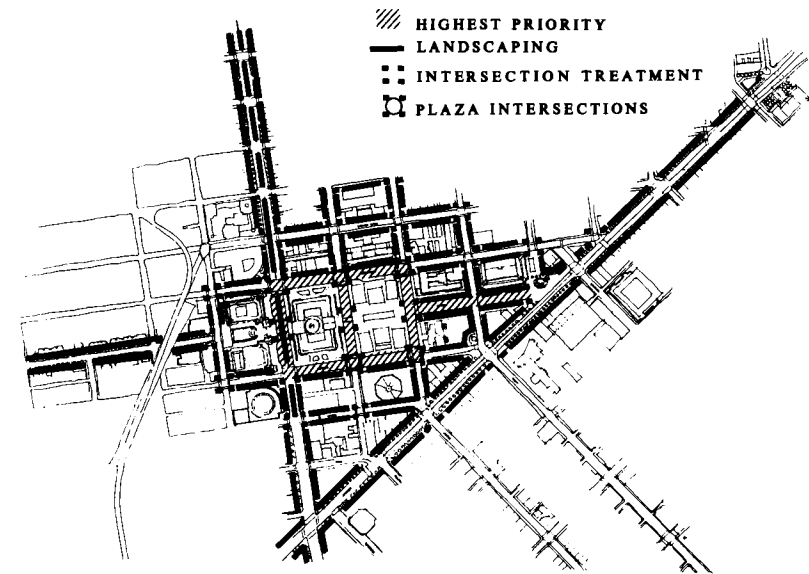 HIGHEST PRIORITY
LANDSCAPING
INTERSECTION TREATMENT
PLAZA INTERSECTIONS